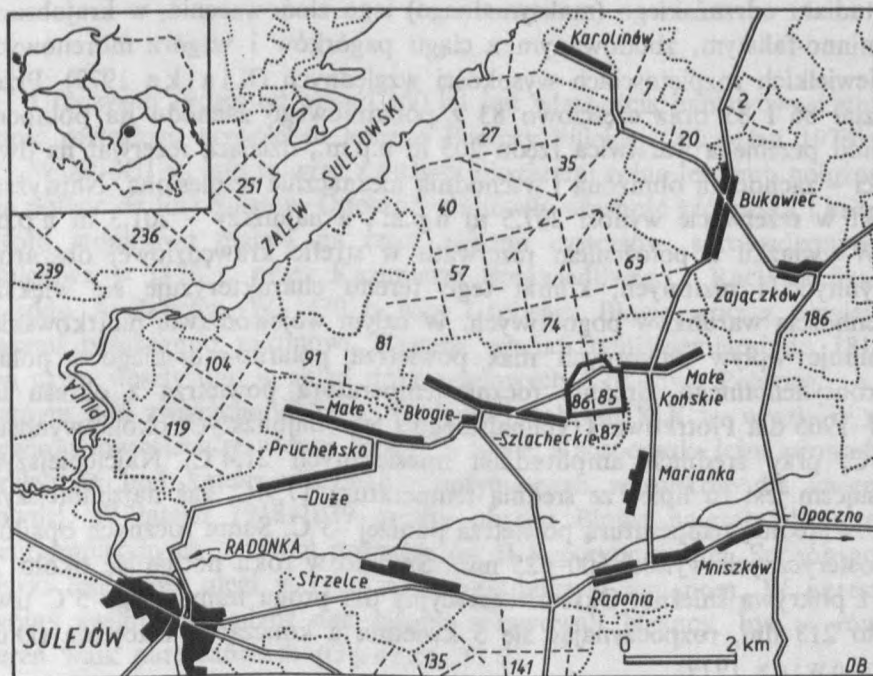 Karolinów
ZALEW SULEJOWSKI
27
35
20
251
40
Bukowiec
236
57
63
239
Zajączków
74
186
81
91
104
Małe Końskie
PILICA
Małe
Błogie
86
85
119
Prucheńsko
Szlacheckie
87
Duże
Marianka
Opoczno
RADONKA
Strzelce
Mniszków
Radonia
SULEJÓW
0
2 km
135
141
DB